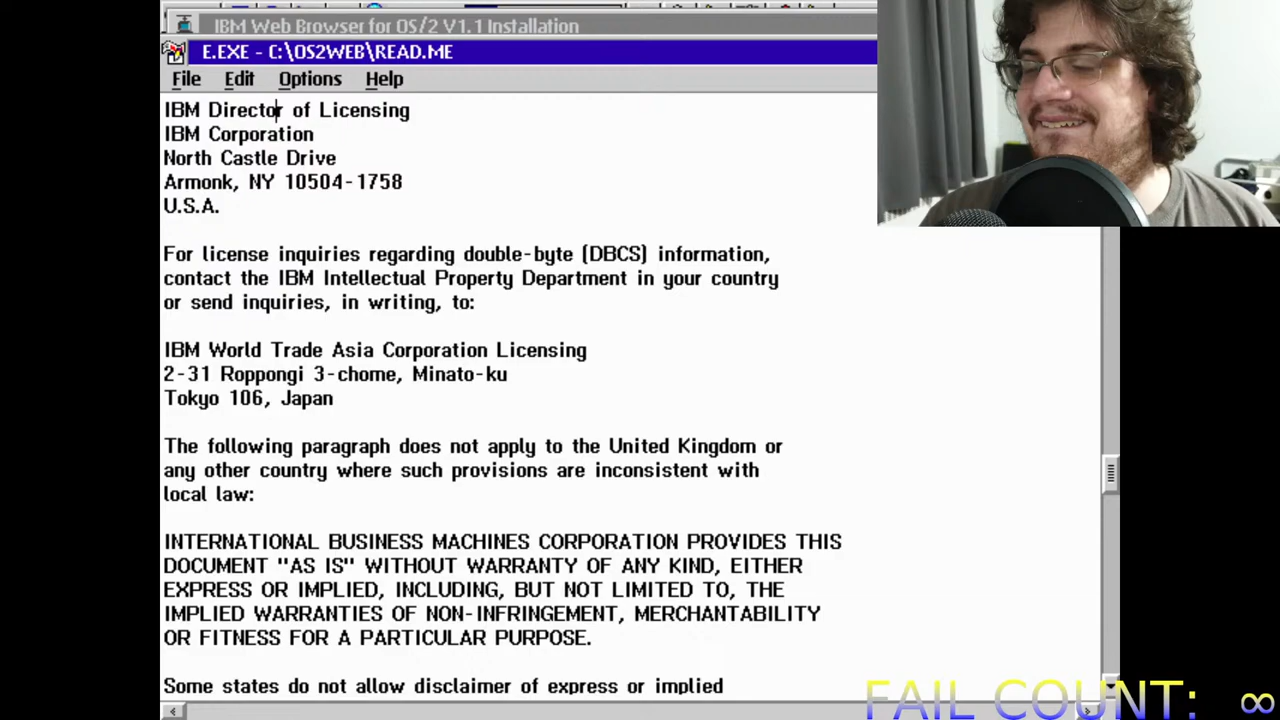 IBM Web Browser for OS/2 V1.1 Installation
E.EXE - C:\OS2WEB\READ.ME
File Edit Options Help
IBM Director of Licensing
IBM Corporation
North Castle Drive
Armonk, NY 10504-1758
U.S.A.
For license inquiries regarding double-byte (DBCS) information,
contact the IBM Intellectual Property Department in your country
or send inquiries, in writing, to:
IBM World Trade Asia Corporation Licensing
2-31 Roppongi 3-chome, Minato-ku
Tokyo 106, Japan
The following paragraph does not apply to the United Kingdom or
any other country where such provisions are inconsistent with
local law:
INTERNATIONAL BUSINESS MACHINES CORPORATION PROVIDES THIS
DOCUMENT "AS IS" WITHOUT WARRANTY OF ANY KIND, EITHER
EXPRESS OR IMPLIED, INCLUDING, BUT NOT LIMITED TO, THE
IMPLIED WARRANTIES OF NON-INFRINGEMENT, MERCHANTABILITY
OR FITNESS FOR A PARTICULAR PURPOSE.
Some states do not allow disclaimer of express or implied
FAIL COUNT: ∞